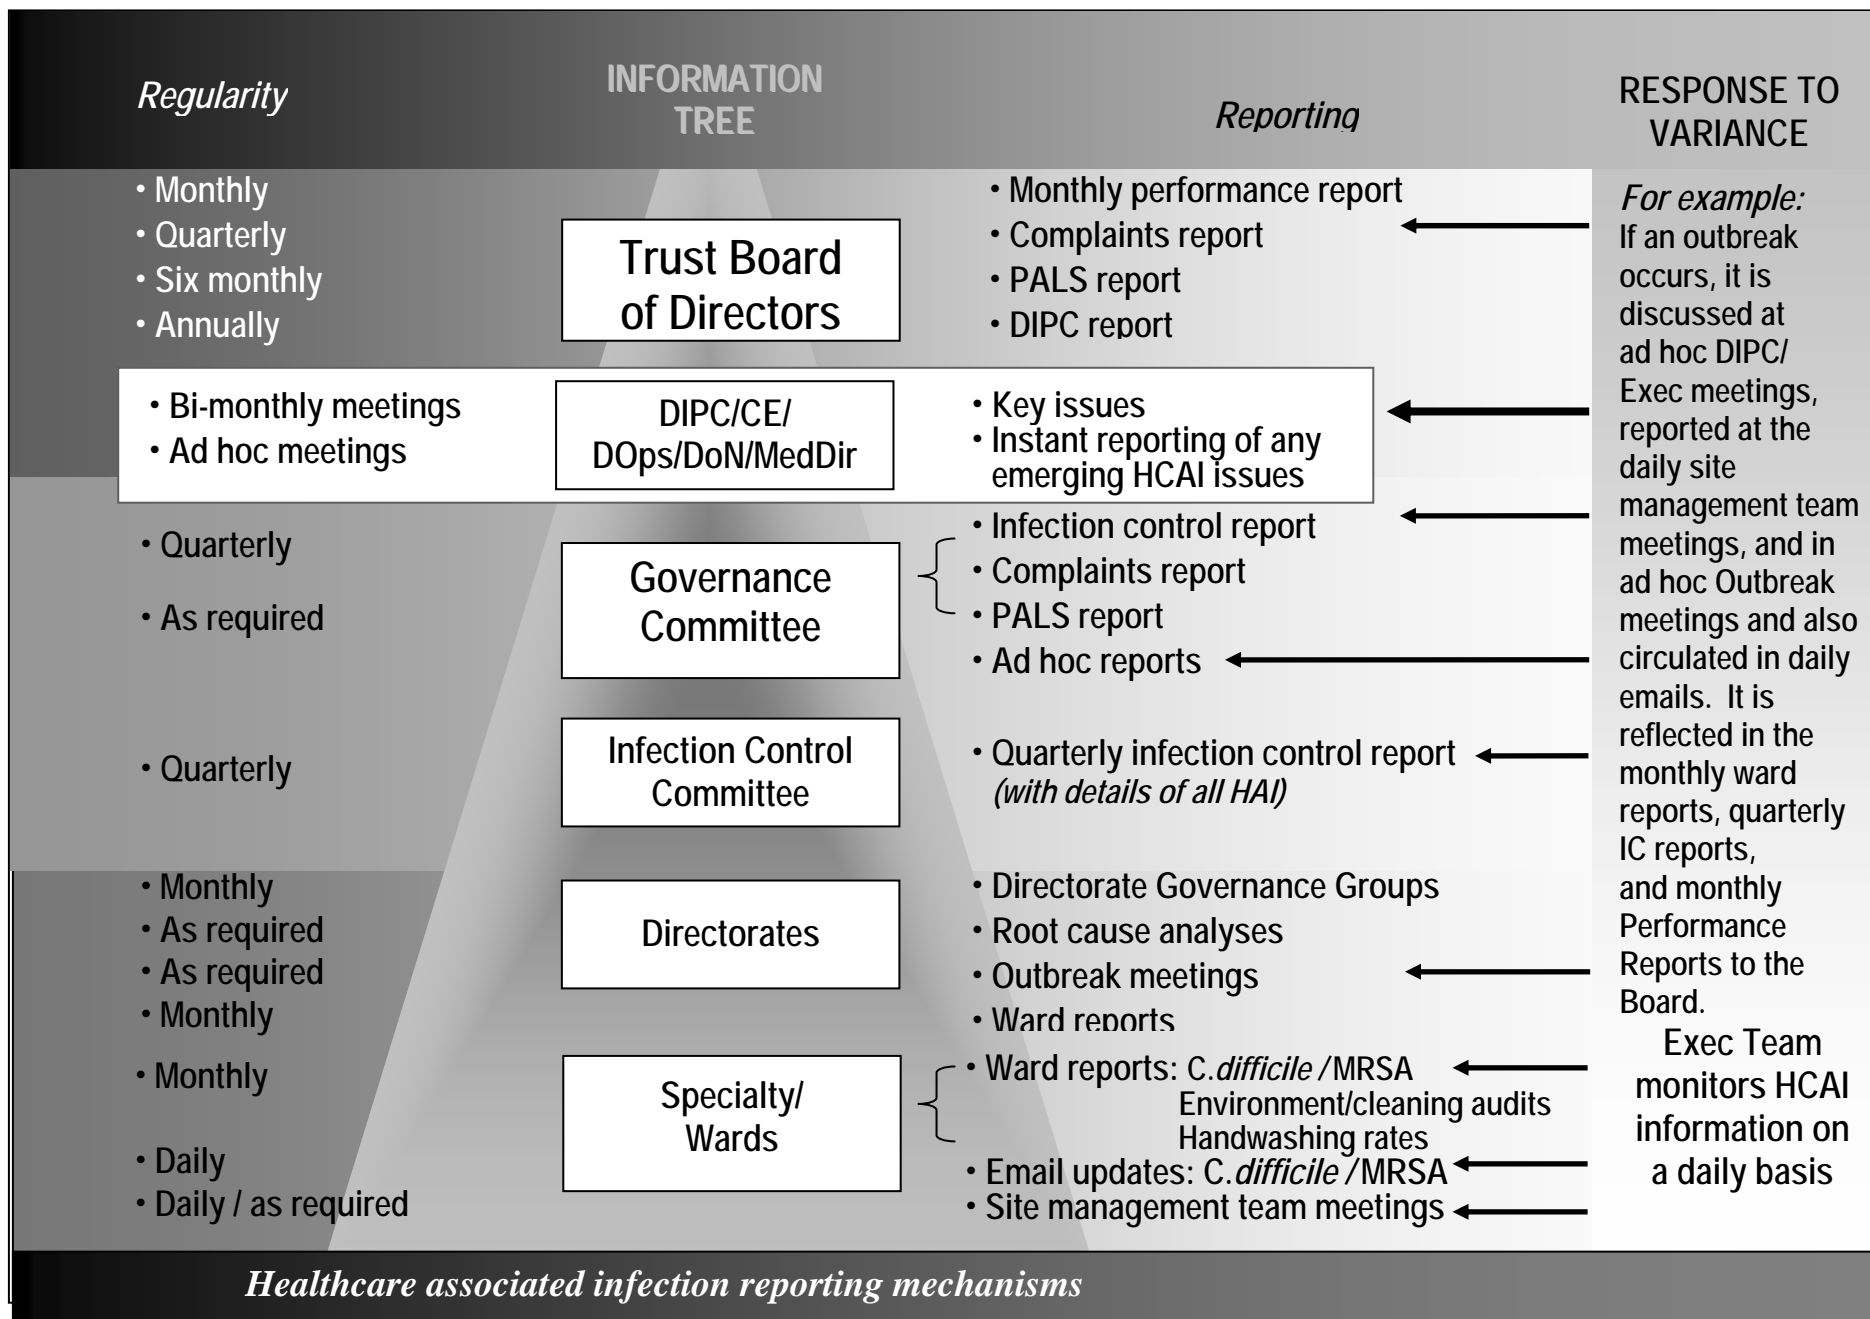 Regularity
INFORMATION
TREE
Reporting
RESPONSE TO
VARIANCE
• Monthly
• Quarterly
• Six monthly
• Annually
Trust Board
of Directors
• Monthly performance report
• Complaints report
• PALS report
• DIPC report
• Bi-monthly meetings
• Ad hoc meetings
DIPC/CE/
DOps/DoN/MedDir
• Key issues
• Instant reporting of any
emerging HCAI issues
• Quarterly
• As required
Governance
Committee
• Infection control report
• Complaints report
• PALS report
• Ad hoc reports
• Quarterly
Infection Control
Committee
• Quarterly infection control report
(with details of all HAI)
• Monthly
• As required
• As required
• Monthly
Directorates
• Directorate Governance Groups
• Root cause analyses
• Outbreak meetings
• Ward reports
• Monthly
• Daily
• Daily / as required
Specialty/
Wards
• Ward reports: C.difficile /MRSA
Environment/cleaning audits
Handwashing rates
• Email updates: C.difficile /MRSA
• Site management team meetings
For example:
If an outbreak
occurs, it is
discussed at
ad hoc DIPC/
Exec meetings,
reported at the
daily site
management team
meetings, and in
ad hoc Outbreak
meetings and also
circulated in daily
emails. It is
reflected in the
monthly ward
reports, quarterly
IC reports,
and monthly
Performance
Reports to the
Board.
Exec Team
monitors HCAI
information on
a daily basis
Healthcare associated infection reporting mechanisms